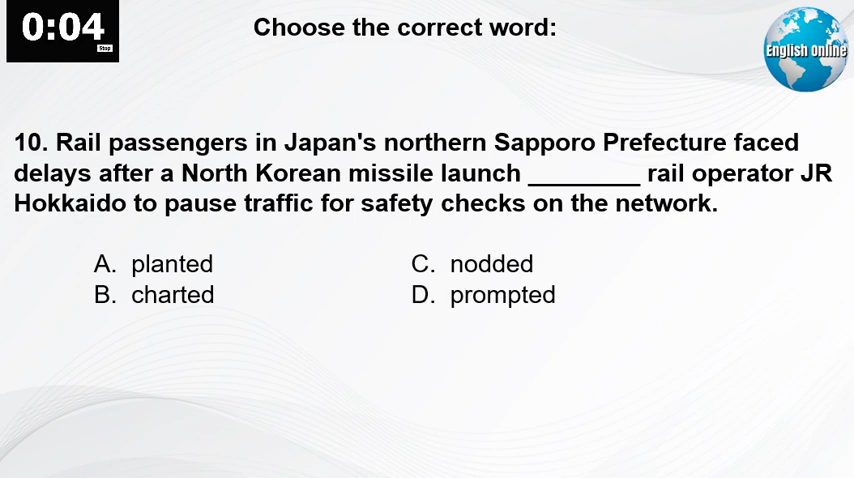 0:04
Stop
Choose the correct word:
English Online
10. Rail passengers in Japan's northern Sapporo Prefecture faced
delays after a North Korean missile launch ________ rail operator JR
Hokkaido to pause traffic for safety checks on the network.
A. planted
B. charted
C. nodded
D. prompted